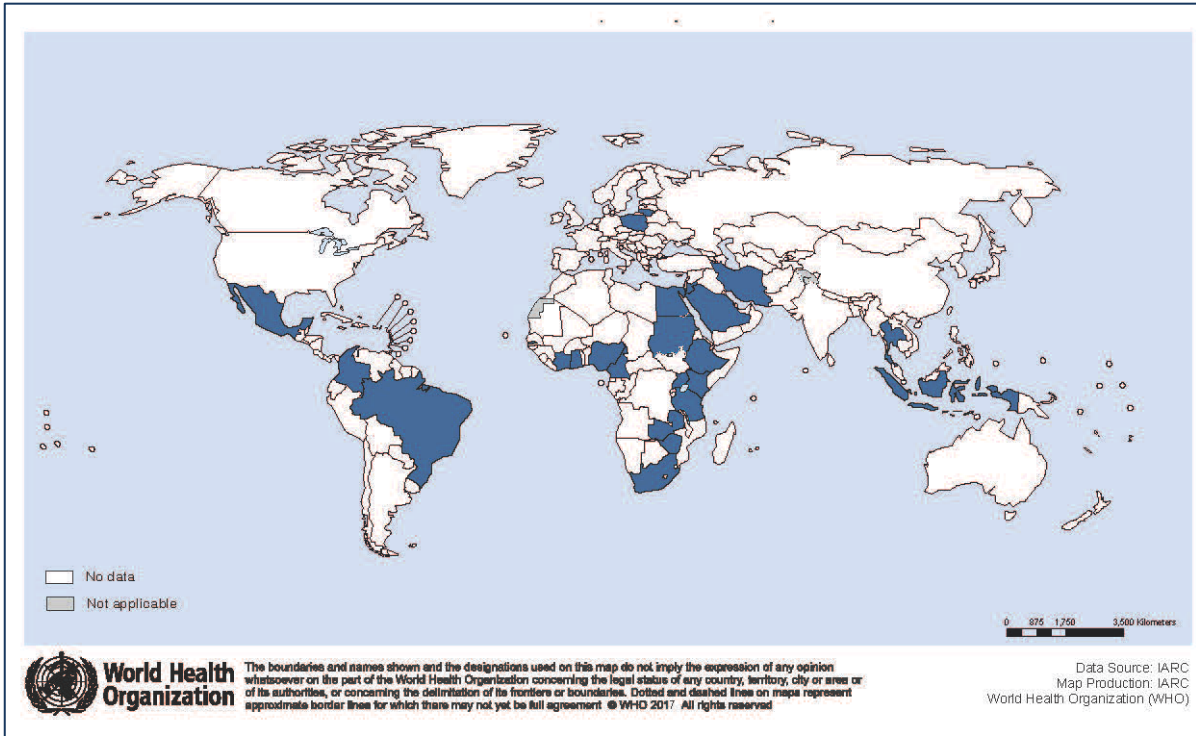 No data
Not applicable
0 875 1,750 3,500 Kilometers
World Health
Organization
The boundaries and names shown and the designations used on this map do not imply the expression of any opinion
whatsoever on the part of the World Health Organization concerning the legal status of any country, territory, city or area or
of its authorities, or concerning the delimitation of its frontiers or boundaries. Dotted and dashed lines on maps represent
approximate border lines for which there may not yet be full agreement © WHO 2017 All rights reserved
Data Source: IARC
Map Production: IARC
World Health Organization (WHO)